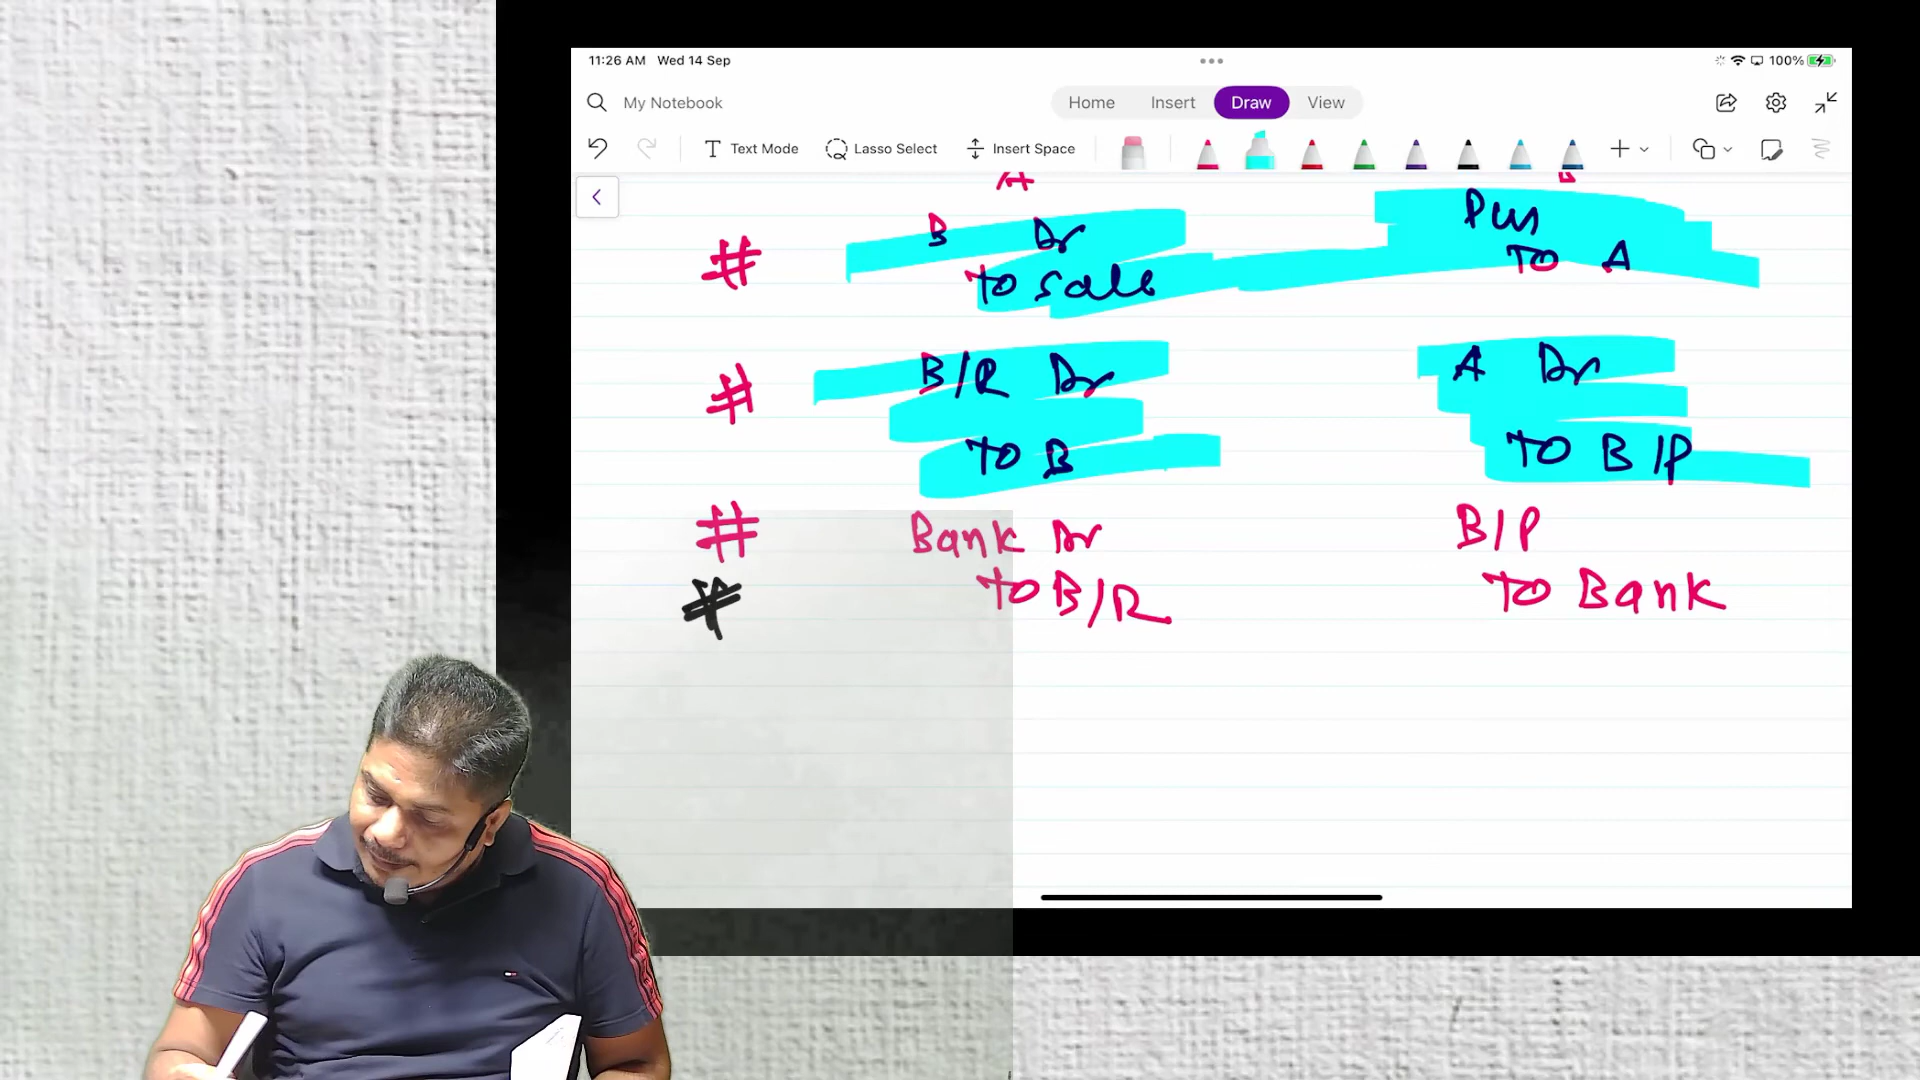 11:26 AM Wed 14 Sep
100%
My Notebook
Home Insert Draw View
Text Mode Lasso Select Insert Space
A
# B Dr Pur
To Sale To A
# B/R Dr A Dr
To B To B/P
# Bank Dr B/P
To B/R To Bank
#